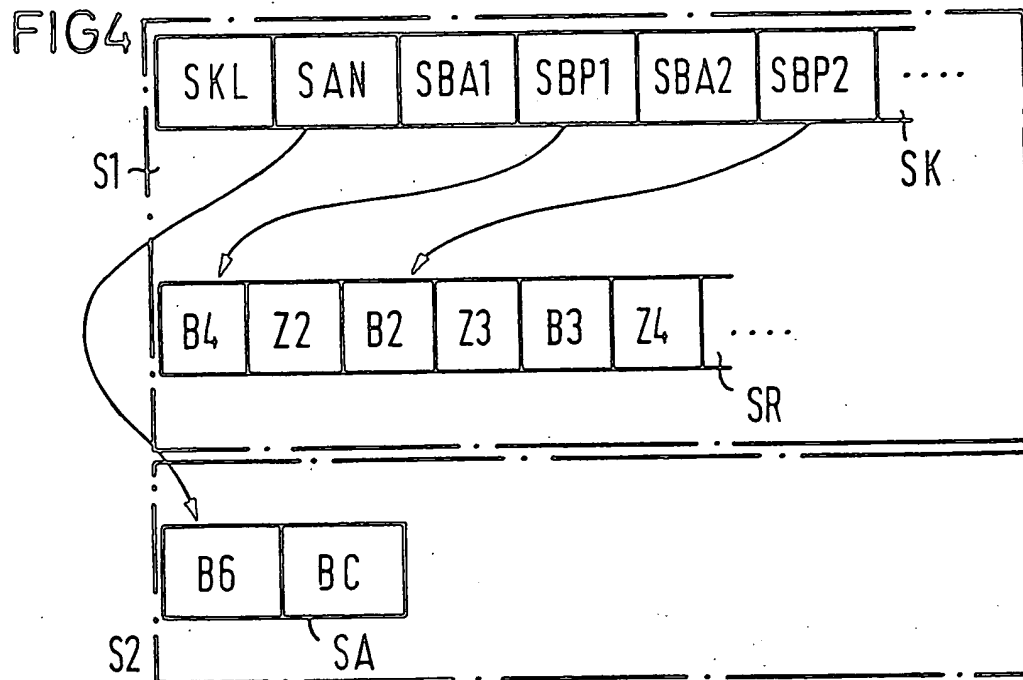 FIG4
SKL SAN SBA1 SBP1 SBA2 SBP2 ....
S1
SK
B4 Z2 B2 Z3 B3 Z4 ....
SR
B6 BC
S2
SA